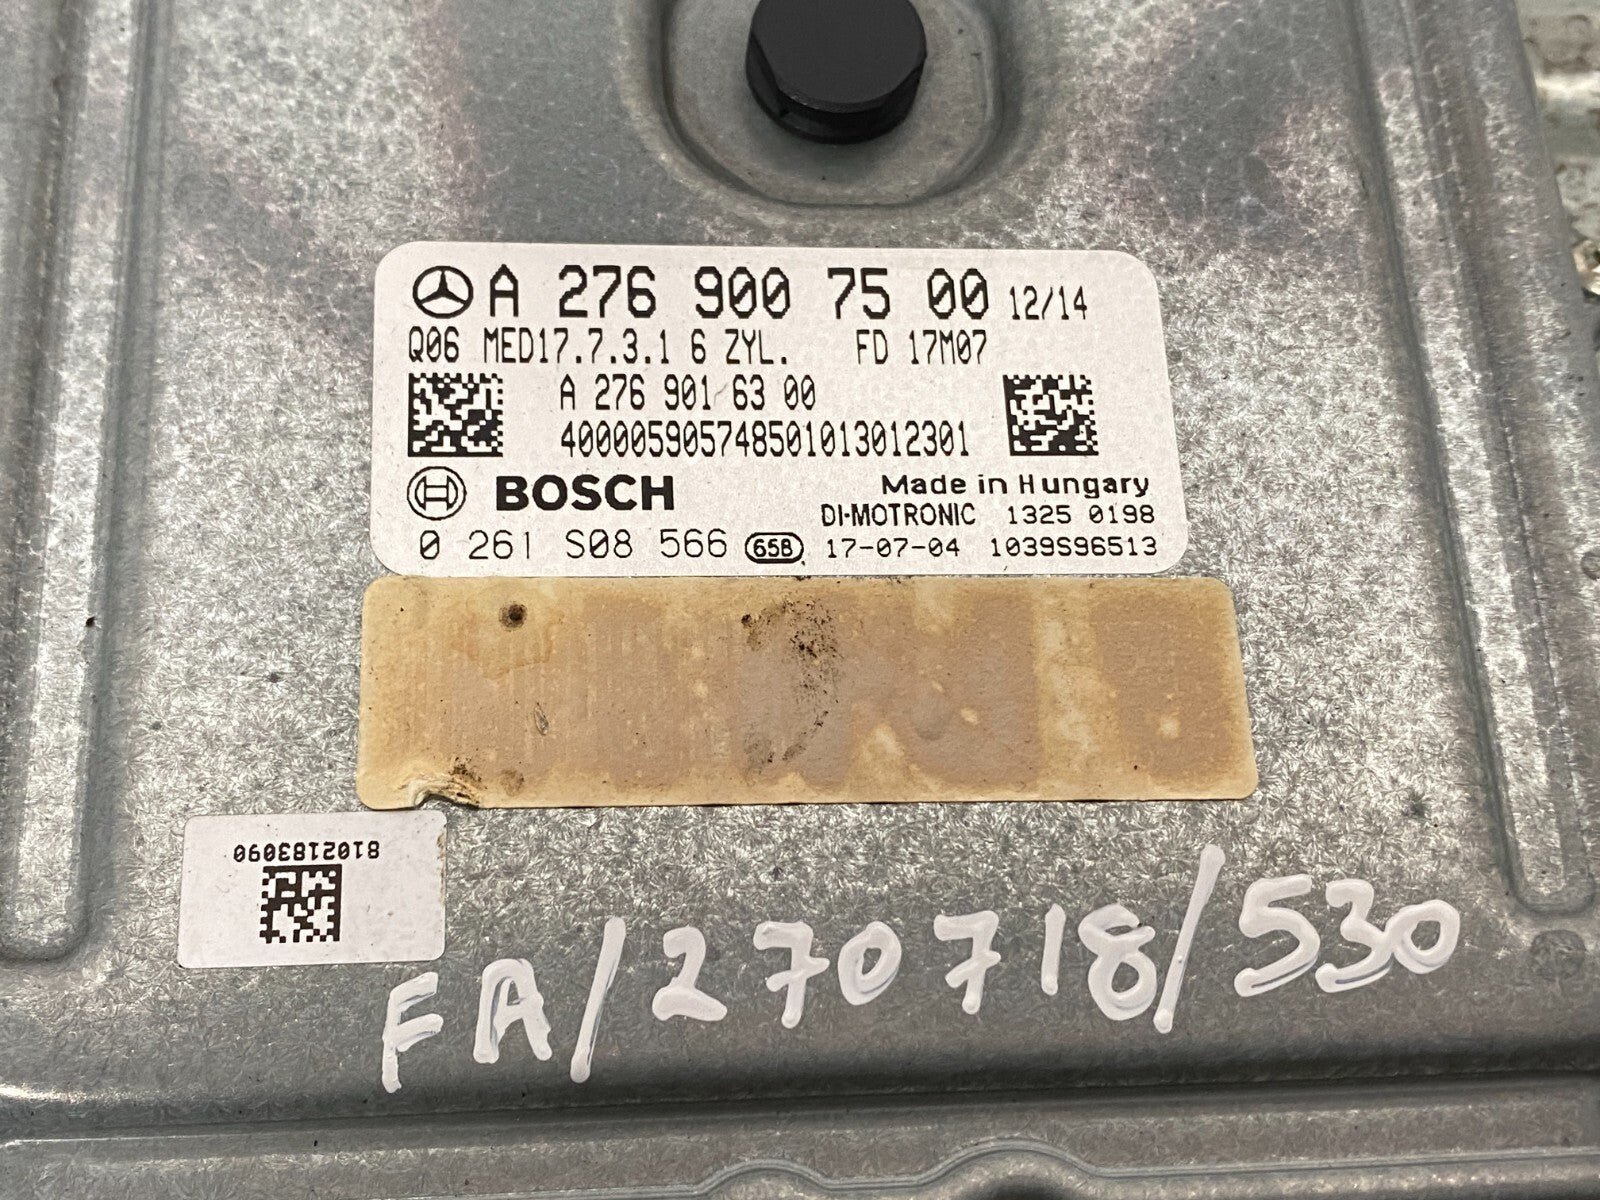 A 276 900 75 00 12/14
Q06 MED17.7.3.1 6 ZYL. FD 17M07
A 276 901 63 00
400005905748501013012301
BOSCH
Made in Hungary
DI-MOTRONIC 1325 0198
0 261 S08 566 65B 17-07-04 1039S96513
8102183090
FA/270718/530